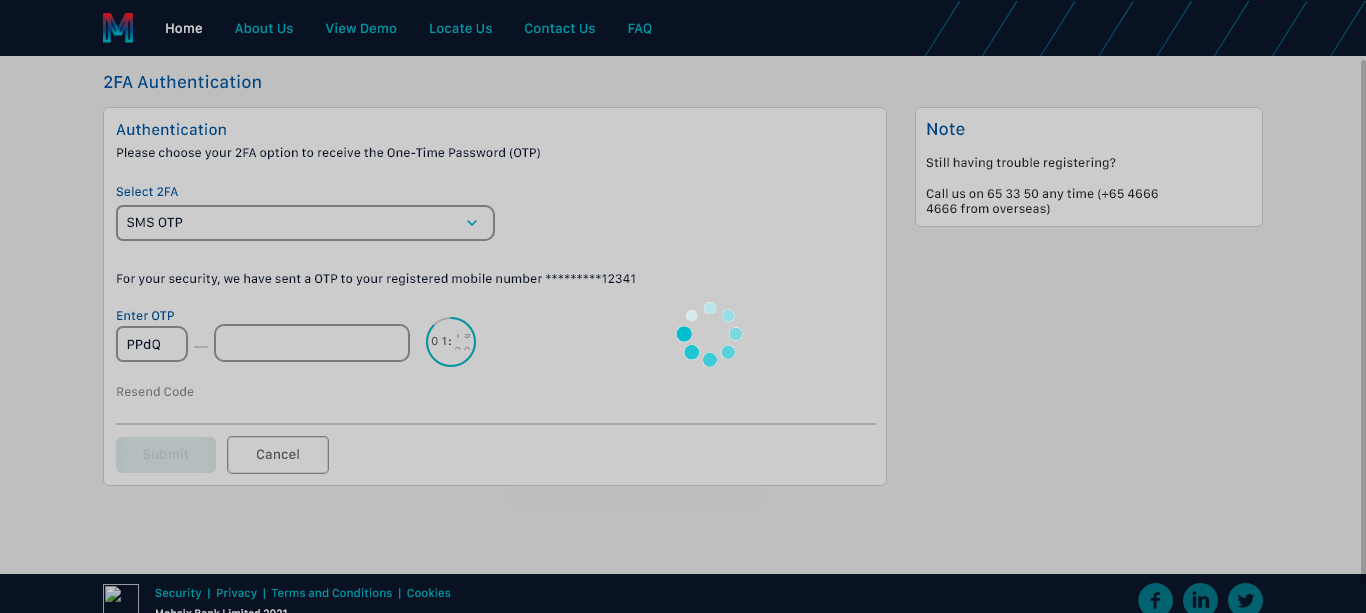 M
Home About Us View Demo Locate Us Contact Us FAQ
2FA Authentication
Authentication
Please choose your 2FA option to receive the One-Time Password (OTP)
Select 2FA
SMS OTP
For your security, we have sent a OTP to your registered mobile number *********12341
Enter OTP
PPdQ —
01:
Resend Code
Submit Cancel
Note
Still having trouble registering?
Call us on 65 33 50 any time (+65 4666
4666 from overseas)
Security | Privacy | Terms and Conditions | Cookies
Bank Limited 2021